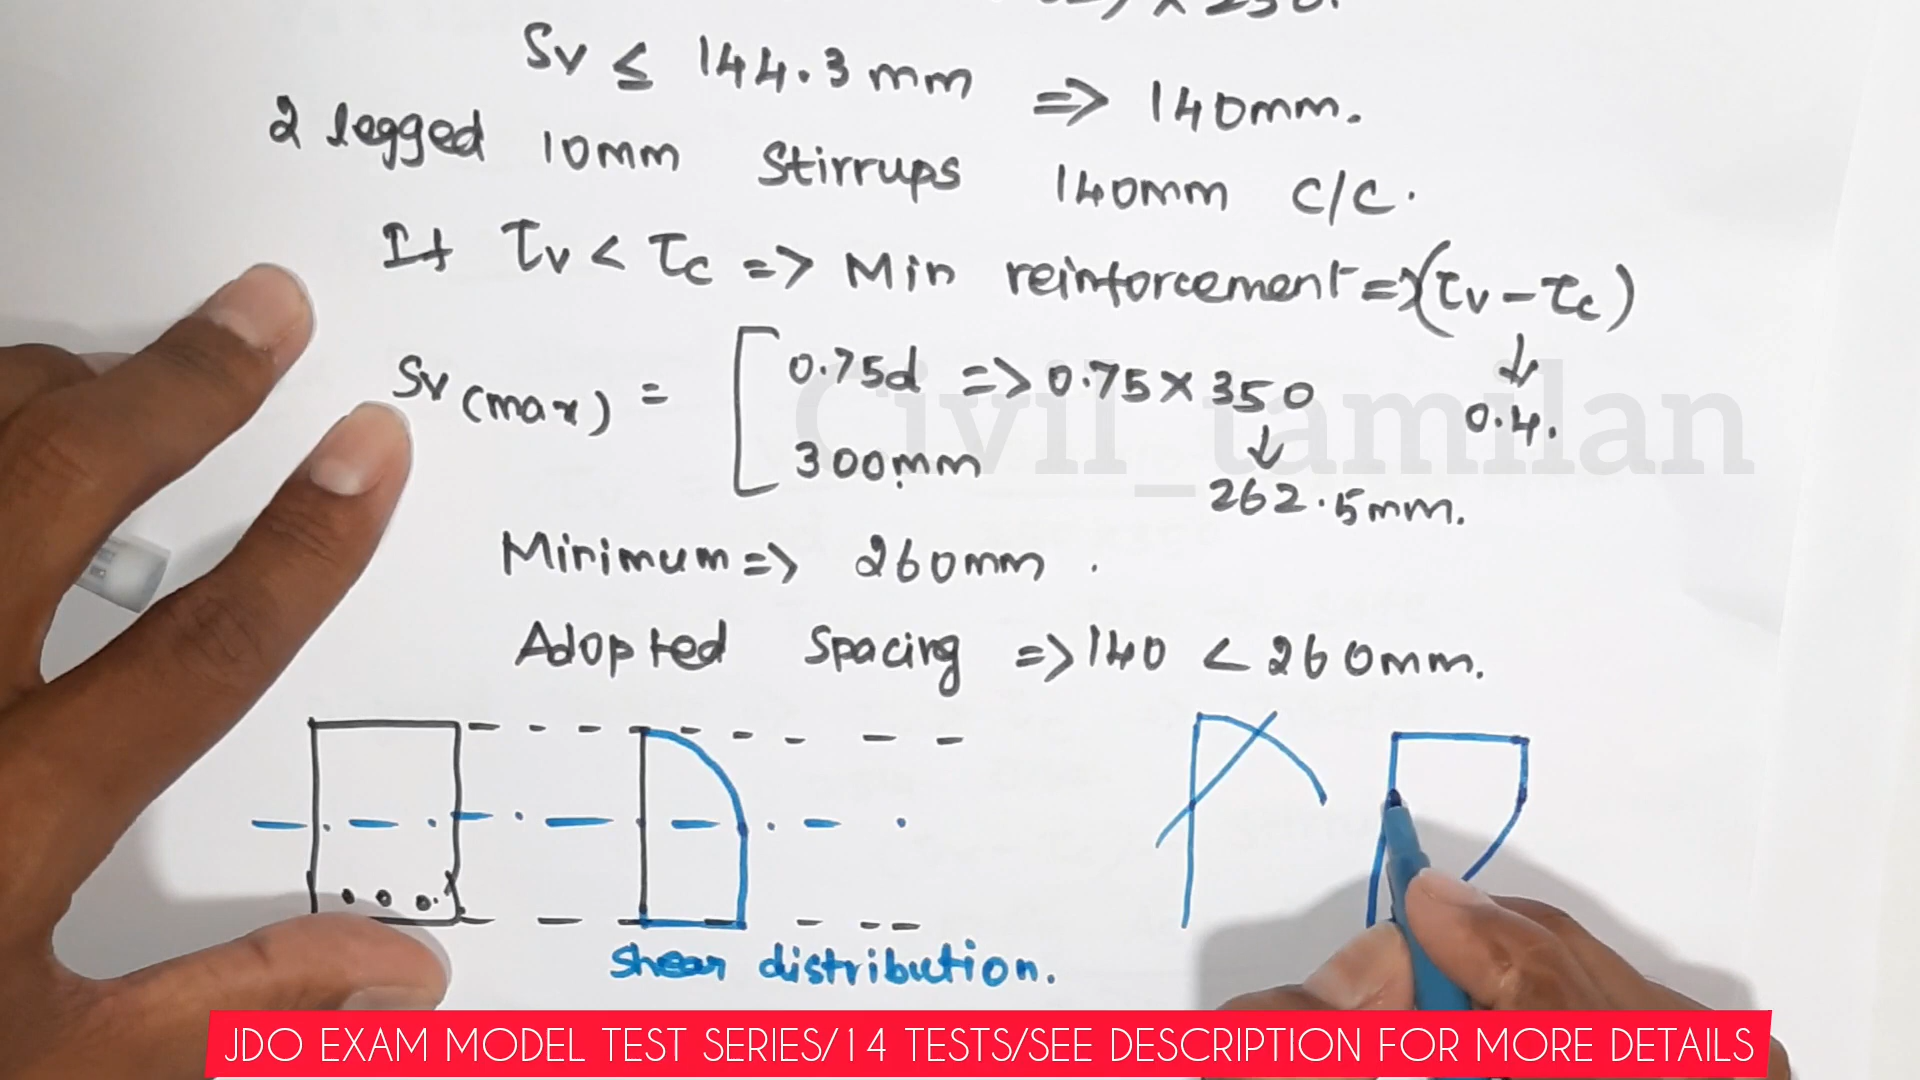 Sv ≤ 144.3 mm => 140mm.
2 legged 10mm Stirrups 140mm c/c.
If τv < τc => Min reinforcement => (τv - τc)
↓
0.4.
Sv (max) = [ 0.75d => 0.75 × 350
300mm
↓
262.5mm.
Civil_tamilan
Minimum => 260mm.
Adopted Spacing => 140 < 260mm.
Shear distribution.
JDO EXAM MODEL TEST SERIES/14 TESTS/SEE DESCRIPTION FOR MORE DETAILS